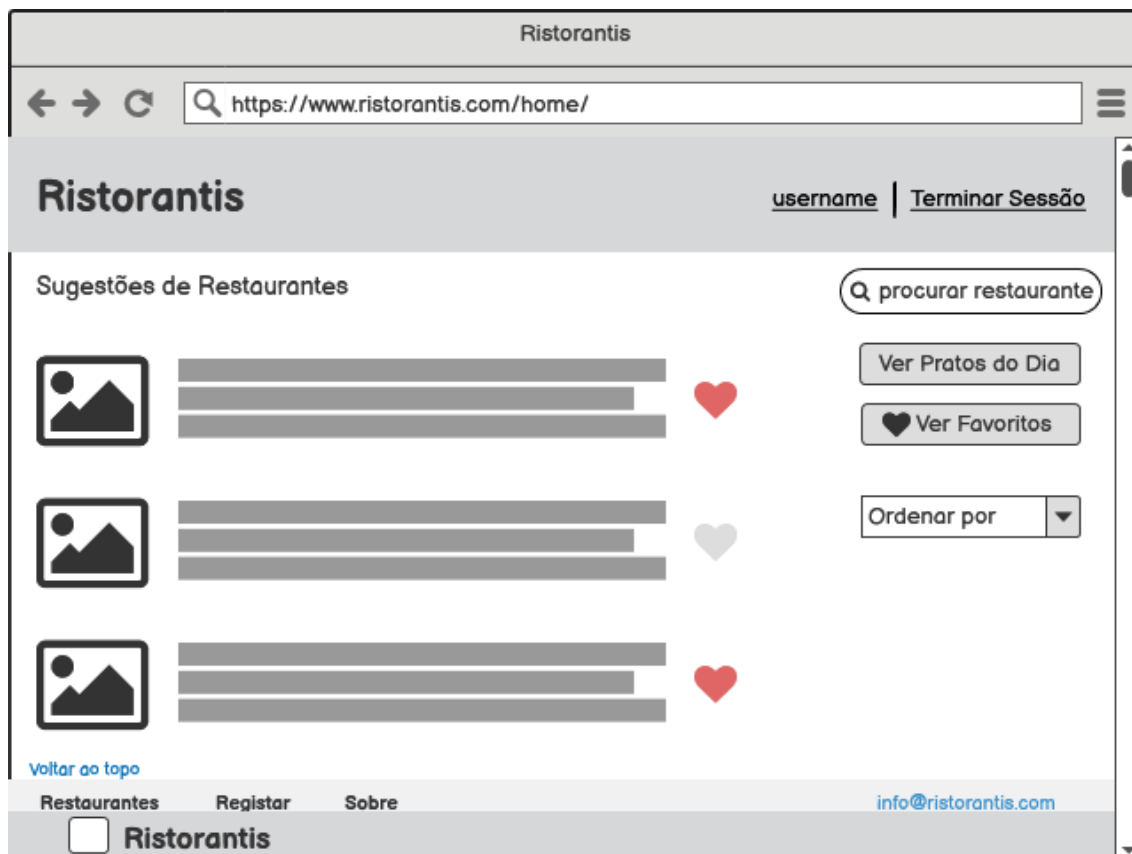 Ristorantis
https://www.ristorantis.com/home/
Ristorantis
username | Terminar Sessão
Sugestões de Restaurantes
procurar restaurante
Ver Pratos do Dia
Ver Favoritos
Ordenar por
Voltar ao topo
Restaurantes Registar Sobre info@ristorantis.com
Ristorantis